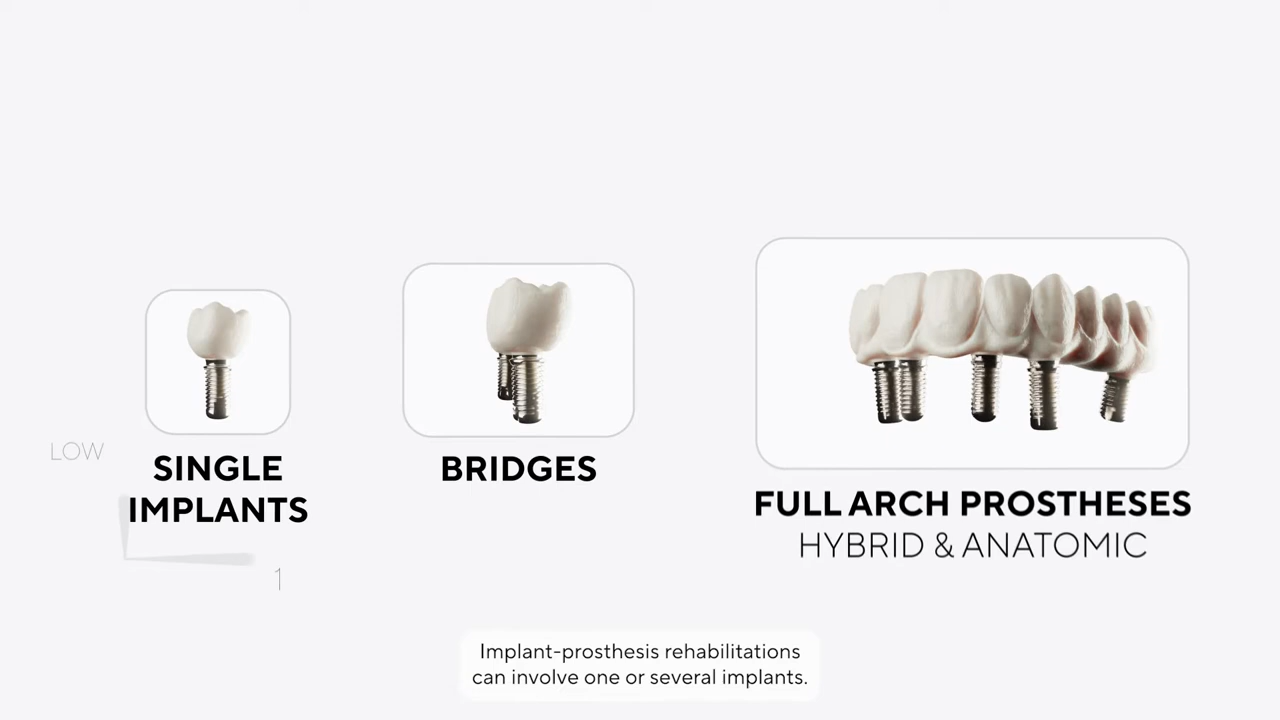 LOW
SINGLE
IMPLANTS
1
BRIDGES
FULL ARCH PROSTHESES
HYBRID & ANATOMIC
Implant-prosthesis rehabilitations
can involve one or several implants.